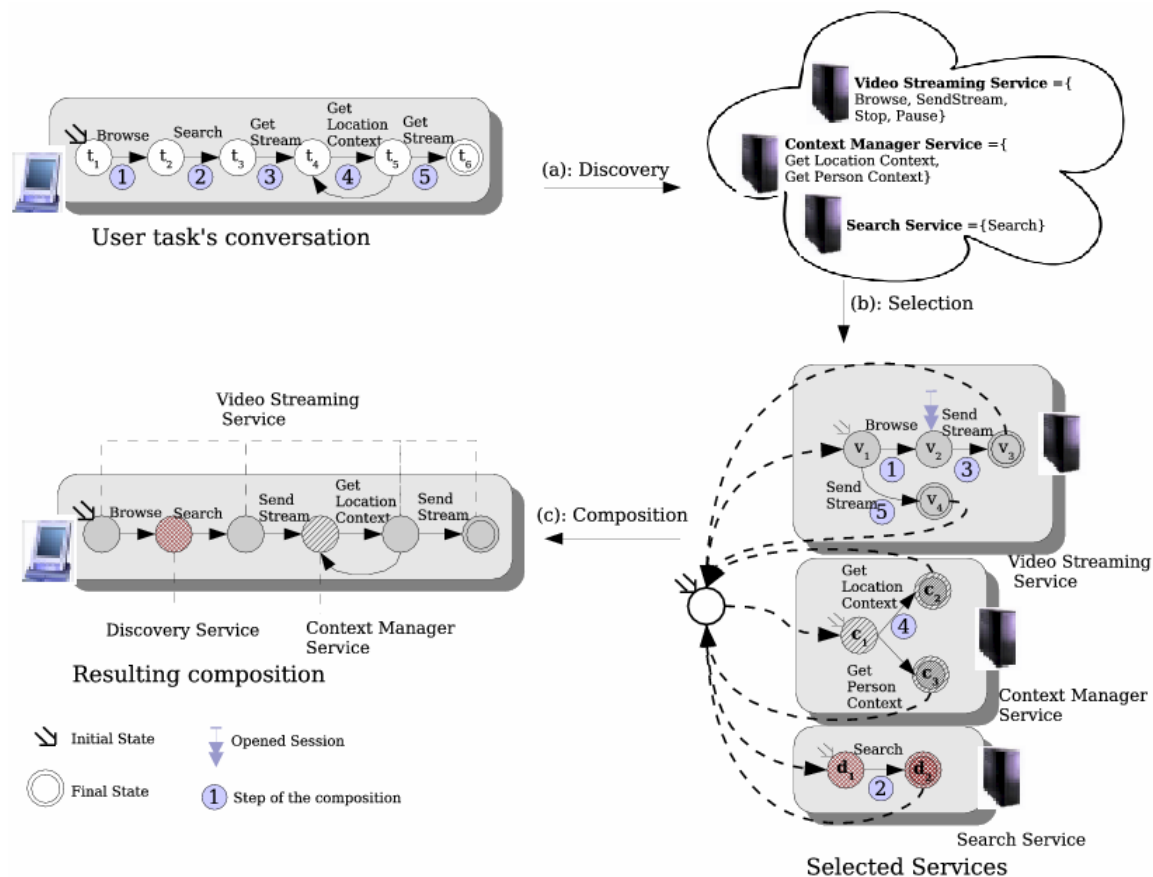 Browse
Search
Get
Stream
Get
Location
Context
Get
Stream
t1
t2
t3
t4
t5
t6
1
2
3
4
5
User task's conversation
(a): Discovery
Video Streaming Service ={
Browse, SendStream,
Stop, Pause}
Context Manager Service ={
Get Location Context,
Get Person Context}
Search Service ={Search}
(b): Selection
Browse
Send
Stream
v1
v2
v3
1
3
Send
Stream
5
v4
Video Streaming
Service
Get
Location
Context
c1
c2
4
c3
Get
Person
Context
Context Manager
Service
Search
d1
d2
2
Search Service
Selected Services
(c): Composition
Video Streaming
Service
Browse
Search
Send
Stream
Get
Location
Context
Send
Stream
Discovery Service
Context Manager
Service
Resulting composition
Initial State
Opened Session
Final State
1
Step of the composition